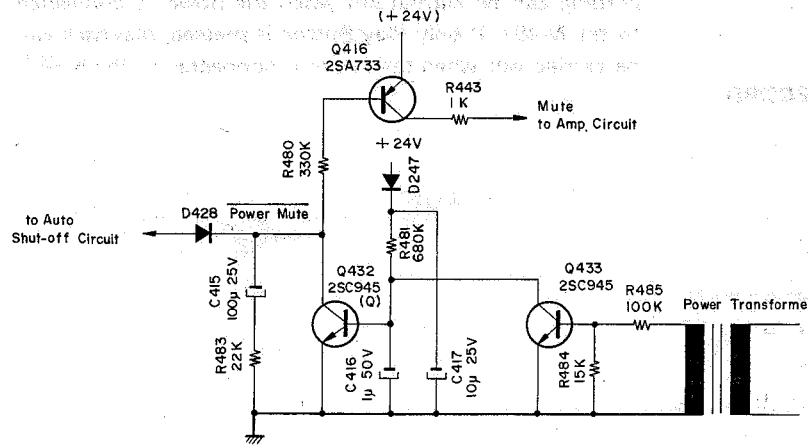 (+24V)
Q416
2SA733
R443
1K
Mute
to Amp. Circuit
R480
330K
+24V
D247
to Auto
Shut-off Circuit
D428
Power Mute
R481
680K
C415
100μ 25V
Q432
2SC945
(Q)
Q433
2SC945
R485
100K
Power Transforme
R483
22K
C416
1μ 50V
C417
10μ 25V
R484
15K